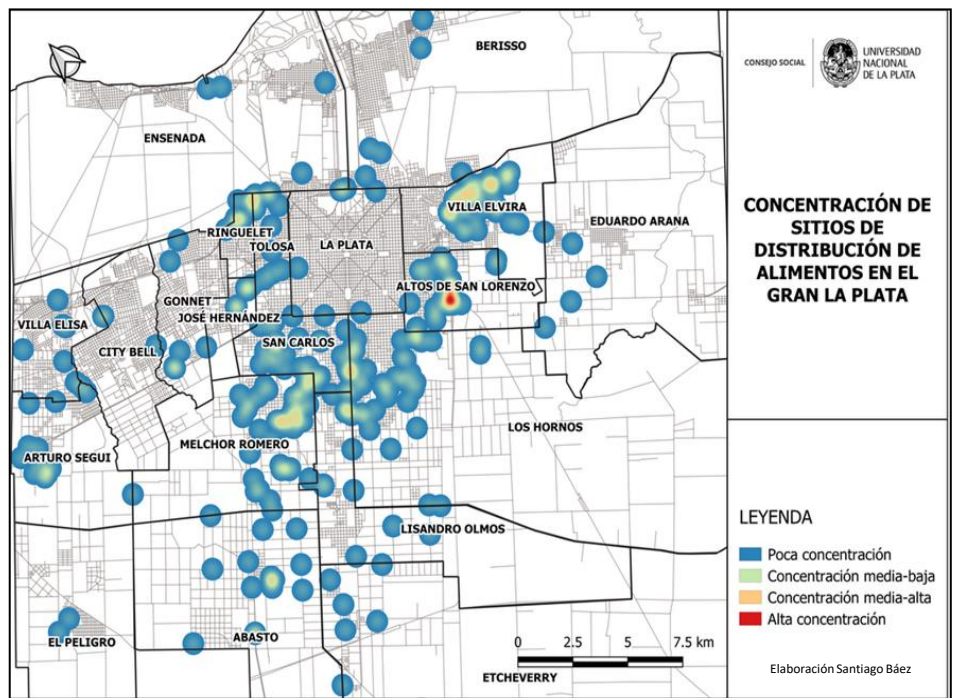 BERISSO
ENSENADA
VILLA ELVIRA
EDUARDO ARANA
RINGUELET
TOLOSA
LA PLATA
ALTOS DE SAN LORENZO
GONNET
JOSÉ HERNÁNDEZ
VILLA ELISA
CITY BELL
SAN CARLOS
LOS HORNOS
MELCHOR ROMERO
ARTURO SEGUI
LISANDRO OLMOS
EL PELIGRO
ABASTO
ETCHEVERRY
0 2.5 5 7.5 km
CONSEJO SOCIAL
UNIVERSIDAD
NACIONAL
DE LA PLATA
CONCENTRACIÓN DE
SITIOS DE
DISTRIBUCIÓN DE
ALIMENTOS EN EL
GRAN LA PLATA
LEYENDA
Poca concentración
Concentración media-baja
Concentración media-alta
Alta concentración
Elaboración Santiago Báez